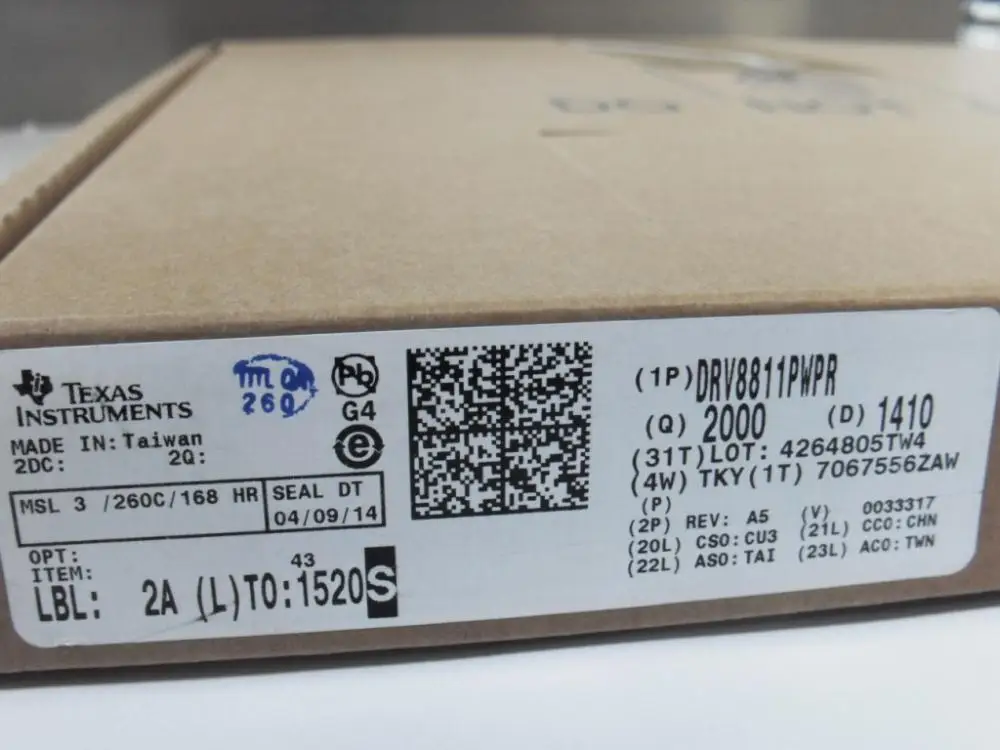 TEXAS
INSTRUMENTS
MADE IN: Taiwan
2DC: 2Q:
MSL 3 /260C/168 HR
SEAL DT
04/09/14
OPT:
ITEM:
43
LBL: 2A (L)TO:1520S
260
Pb
G4
e
(1P)DRV8811PWPR
(Q) 2000 (D) 1410
(31T)LOT: 4264805TW4
(4W) TKY(1T) 7067556ZAW
(P)
(2P) REV: A5 (V) 0033317
(20L) CSO:CU3 (21L) CCO:CHN
(22L) ASO:TAI (23L) ACO:TWN